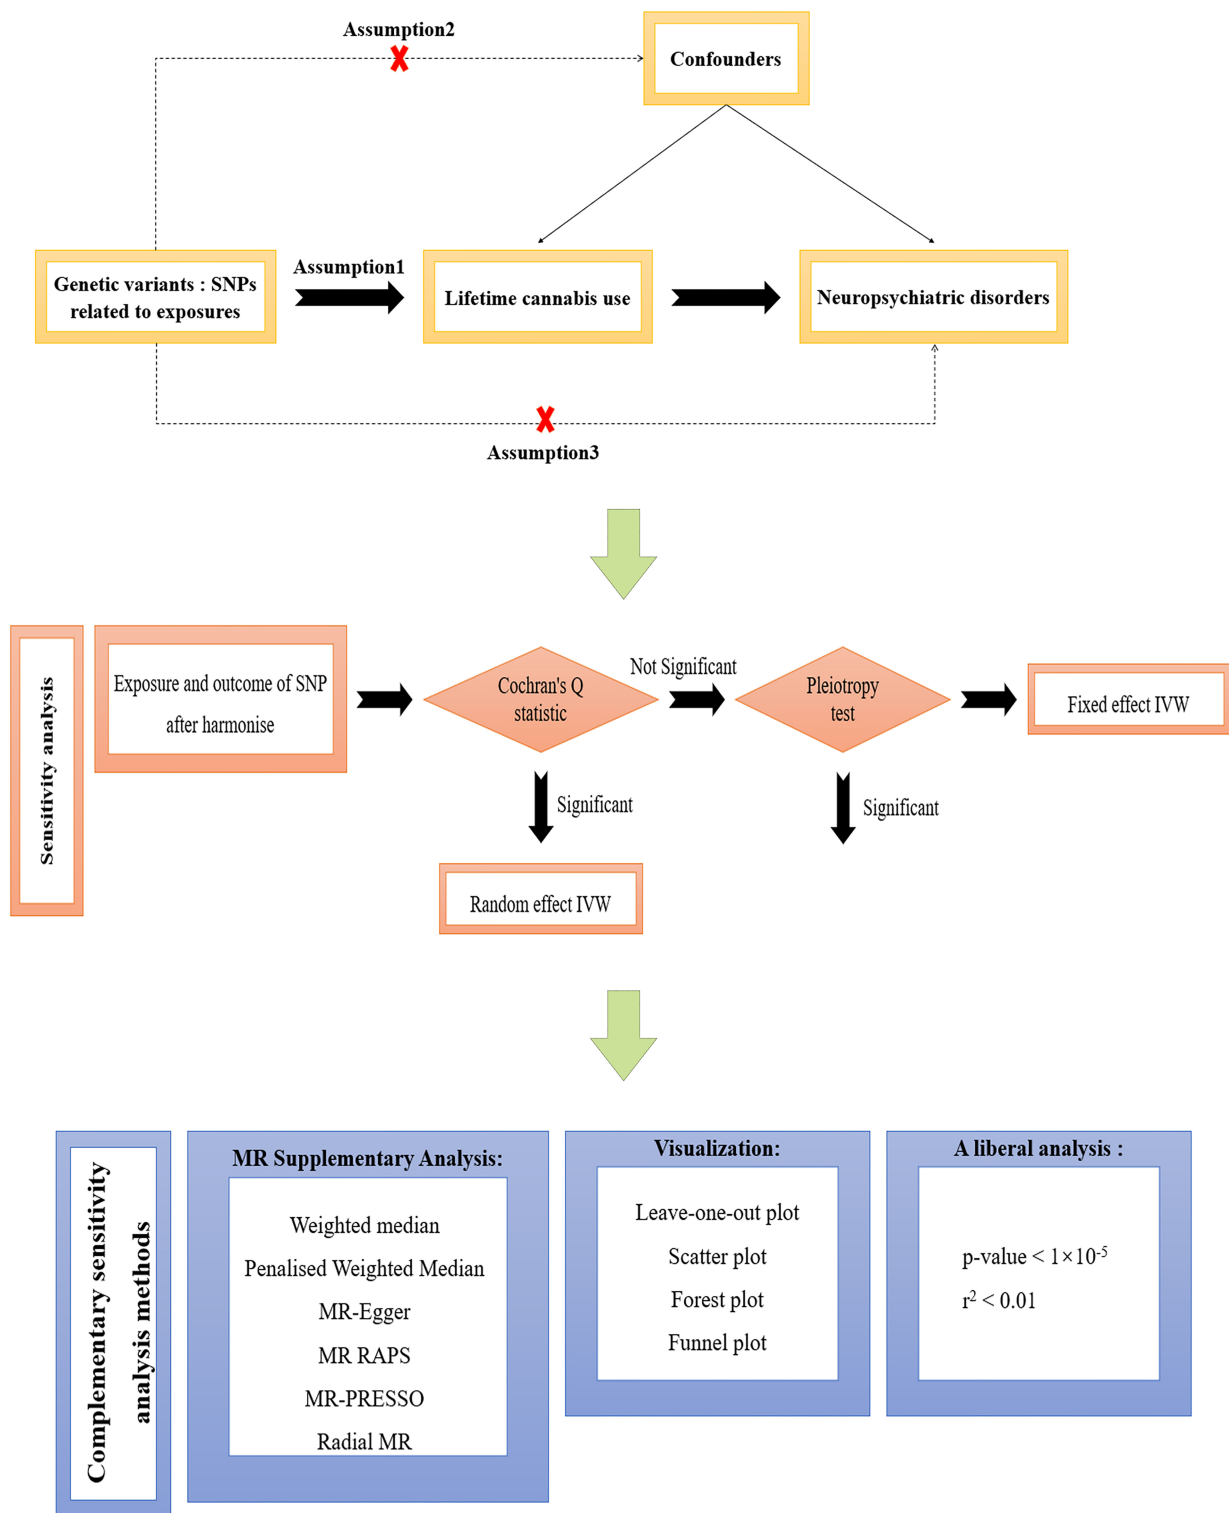 Assumption2
Confounders
Assumption1
Genetic variants : SNPs
related to exposures
Lifetime cannabis use
Neuropsychiatric disorders
Assumption3
Sensitivity analysis
Exposure and outcome of SNP
after harmonise
Cochran's Q
statistic
Not Significant
Pleiotropy
test
Fixed effect IVW
Significant
Significant
Random effect IVW
Complementary sensitivity
analysis methods
MR Supplementary Analysis:
Weighted median
Penalised Weighted Median
MR-Egger
MR RAPS
MR-PRESSO
Radial MR
Visualization:
Leave-one-out plot
Scatter plot
Forest plot
Funnel plot
A liberal analysis :
p-value < 1×10⁻⁵
r² < 0.01